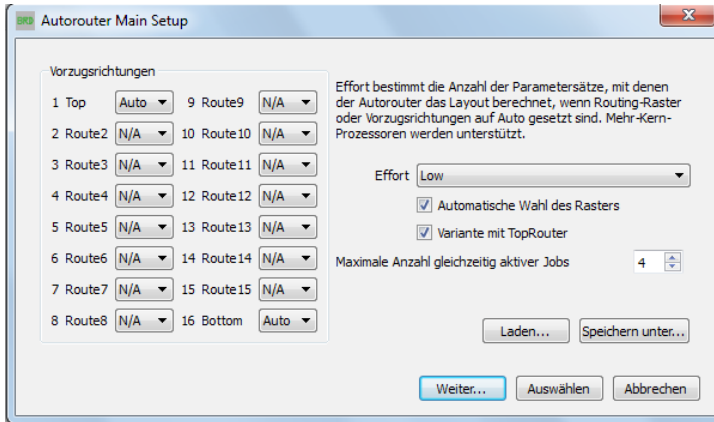 BRD Autorouter Main Setup
Vorzugsrichtungen
1 Top Auto 9 Route9 N/A
2 Route2 N/A 10 Route10 N/A
3 Route3 N/A 11 Route11 N/A
4 Route4 N/A 12 Route12 N/A
5 Route5 N/A 13 Route13 N/A
6 Route6 N/A 14 Route14 N/A
7 Route7 N/A 15 Route15 N/A
8 Route8 N/A 16 Bottom Auto
Effort bestimmt die Anzahl der Parametersätze, mit denen
der Autorouter das Layout berechnet, wenn Routing-Raster
oder Vorzugsrichtungen auf Auto gesetzt sind. Mehr-Kern-
Prozessoren werden unterstützt.
Effort Low
Automatische Wahl des Rasters
Variante mit TopRouter
Maximale Anzahl gleichzeitig aktiver Jobs 4
Laden... Speichern unter...
Weiter... Auswählen Abbrechen